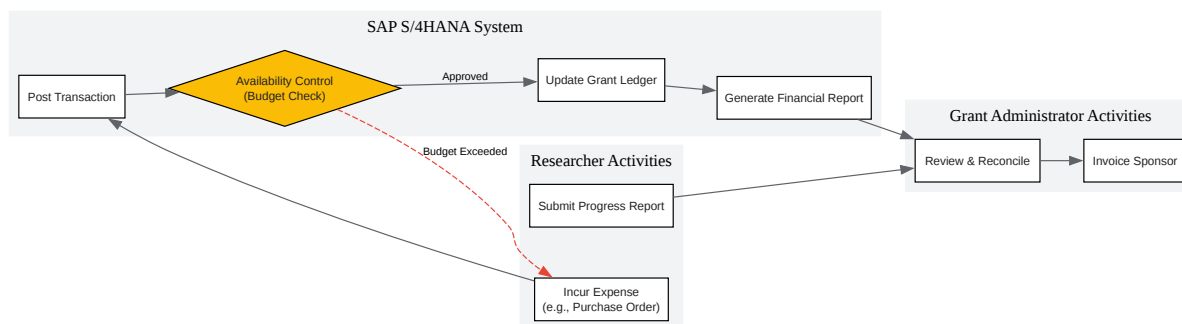 SAP S/4HANA System
Post Transaction
Availability Control
(Budget Check)
Approved
Update Grant Ledger
Generate Financial Report
Budget Exceeded
Researcher Activities
Submit Progress Report
Incur Expense
(e.g., Purchase Order)
Grant Administrator Activities
Review & Reconcile
Invoice Sponsor